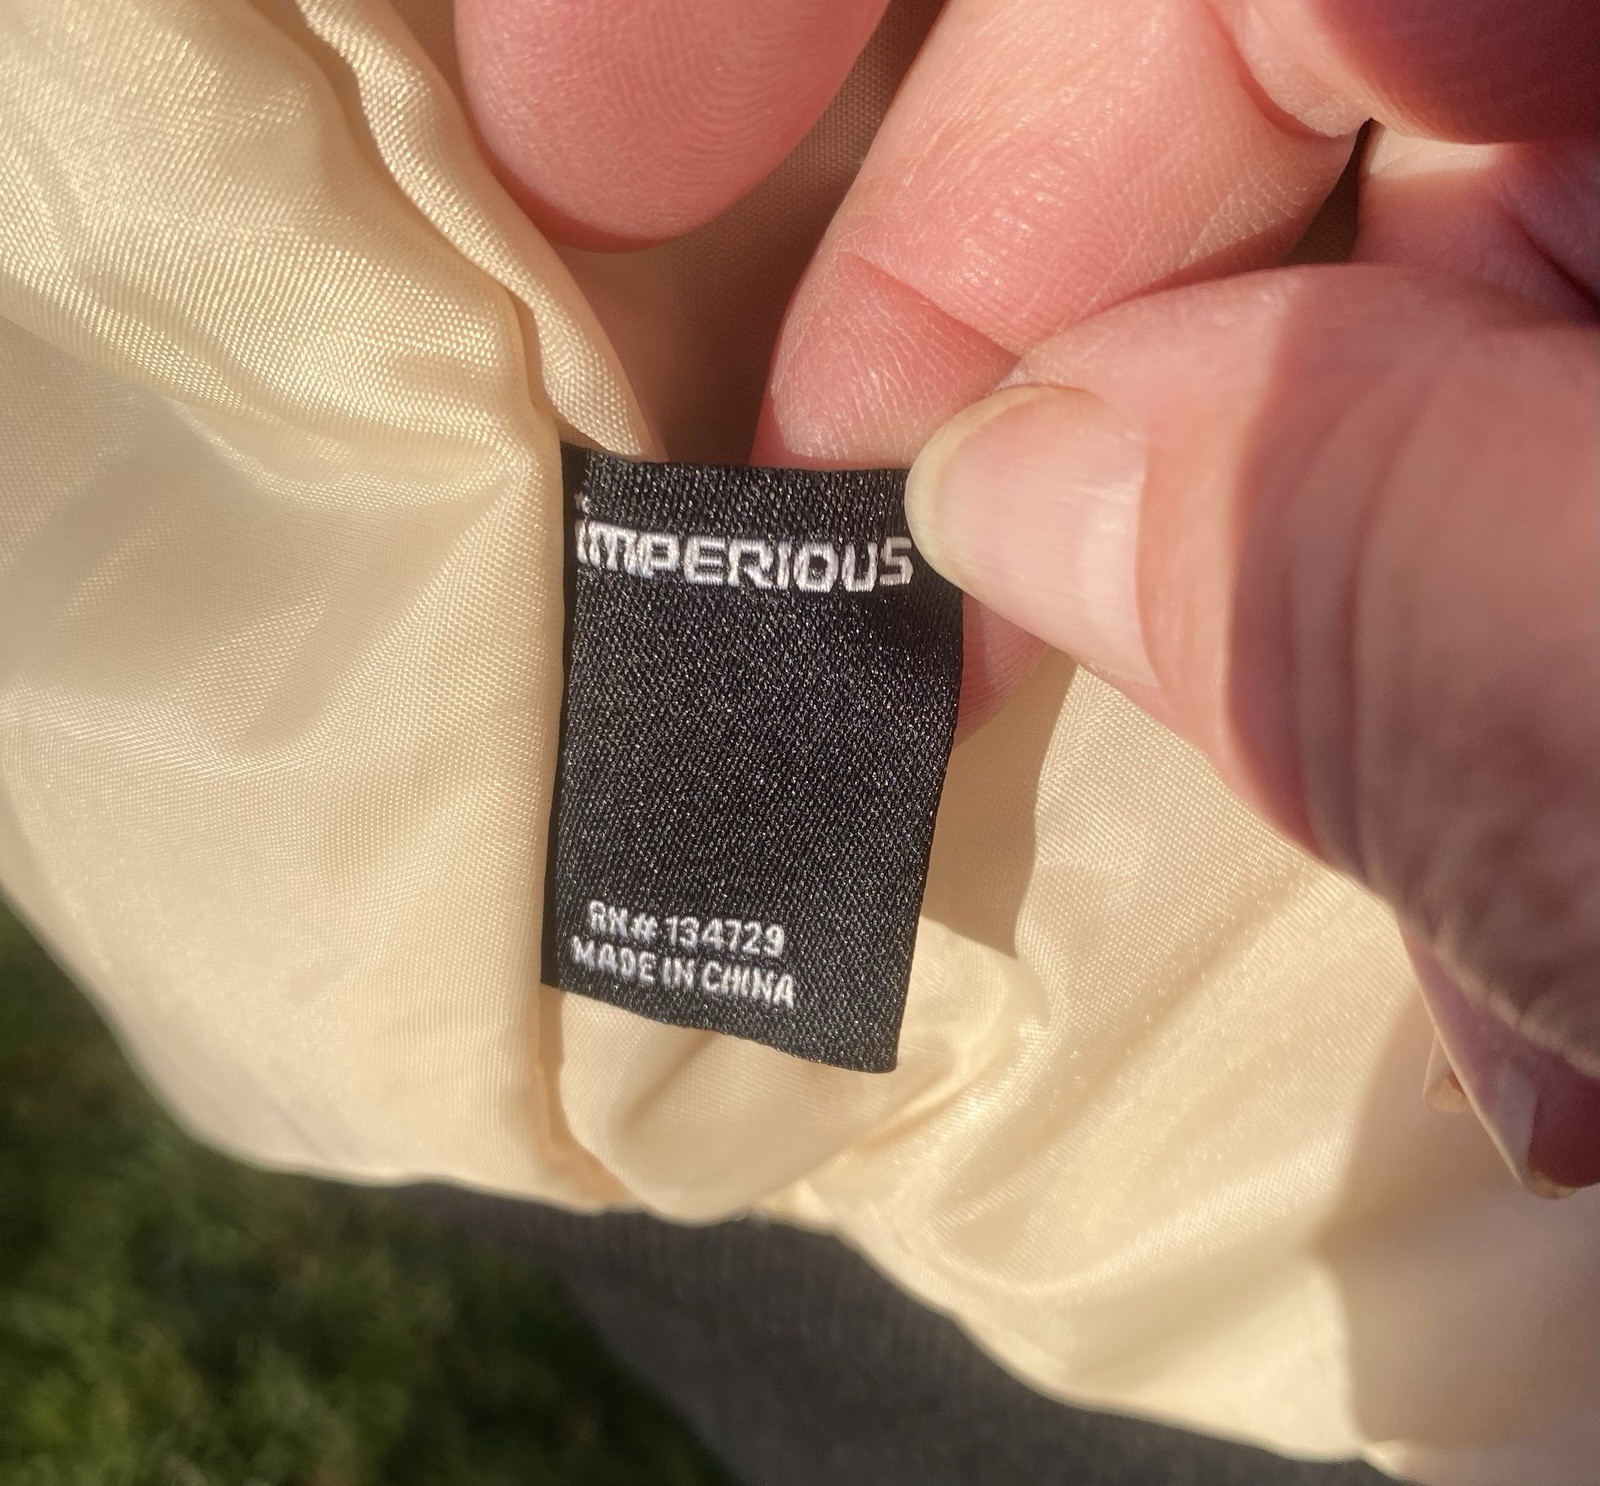 iMPERIOUS
RN# 134729
MADE IN CHINA